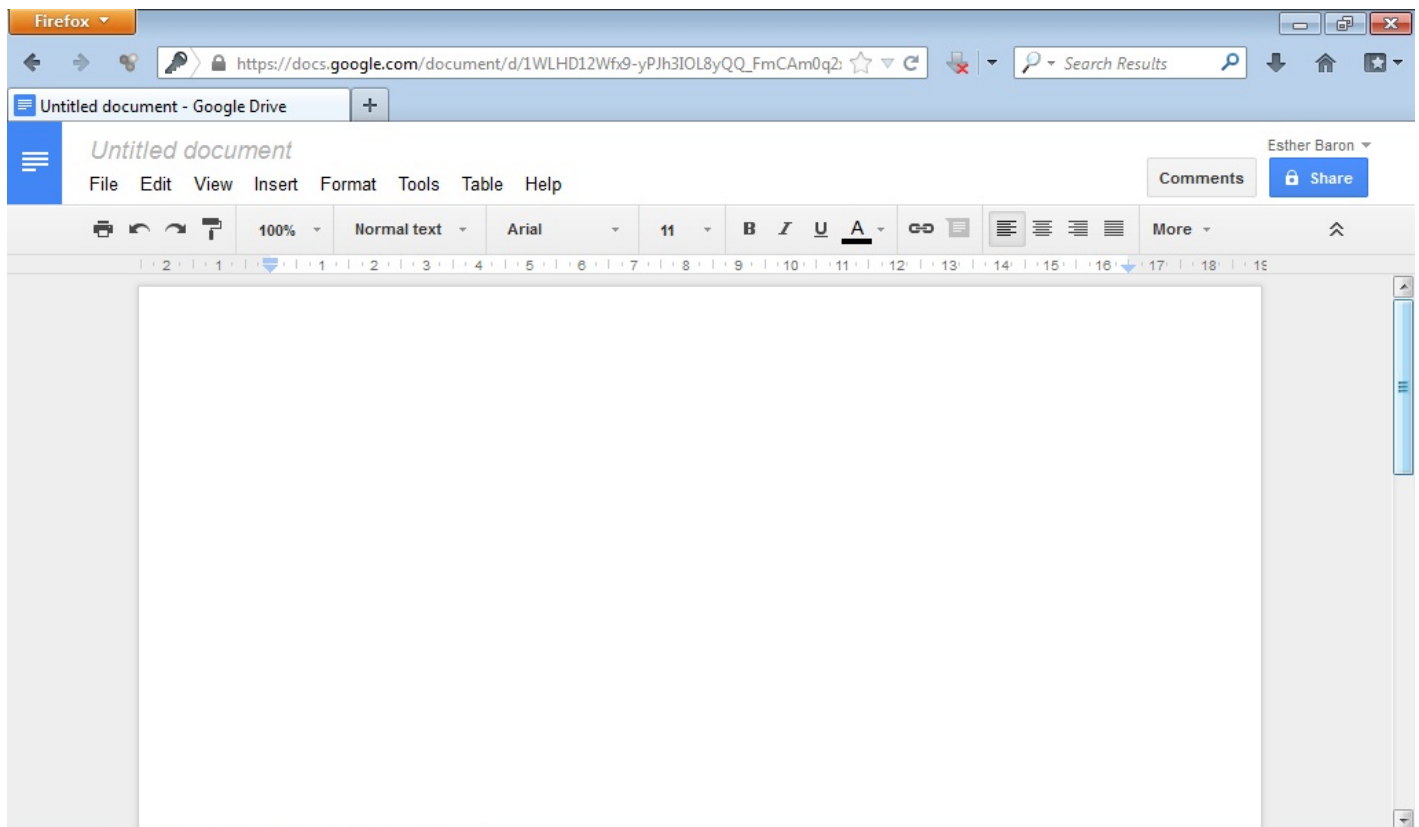 Firefox
https://docs.google.com/document/d/1WLHD12Wfx9-yPJh3IOL8yQQ_FmCAm0q2
Search Results
Untitled document - Google Drive
Untitled document
Esther Baron
File Edit View Insert Format Tools Table Help
Comments
Share
100% Normal text Arial 11 B I U A More
2 1 1 2 3 4 5 6 7 8 9 10 11 12 13 14 15 16 17 18